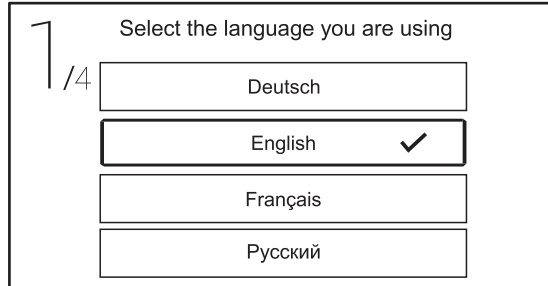 Select the language you are using
1/4
Deutsch
English
Français
Русский